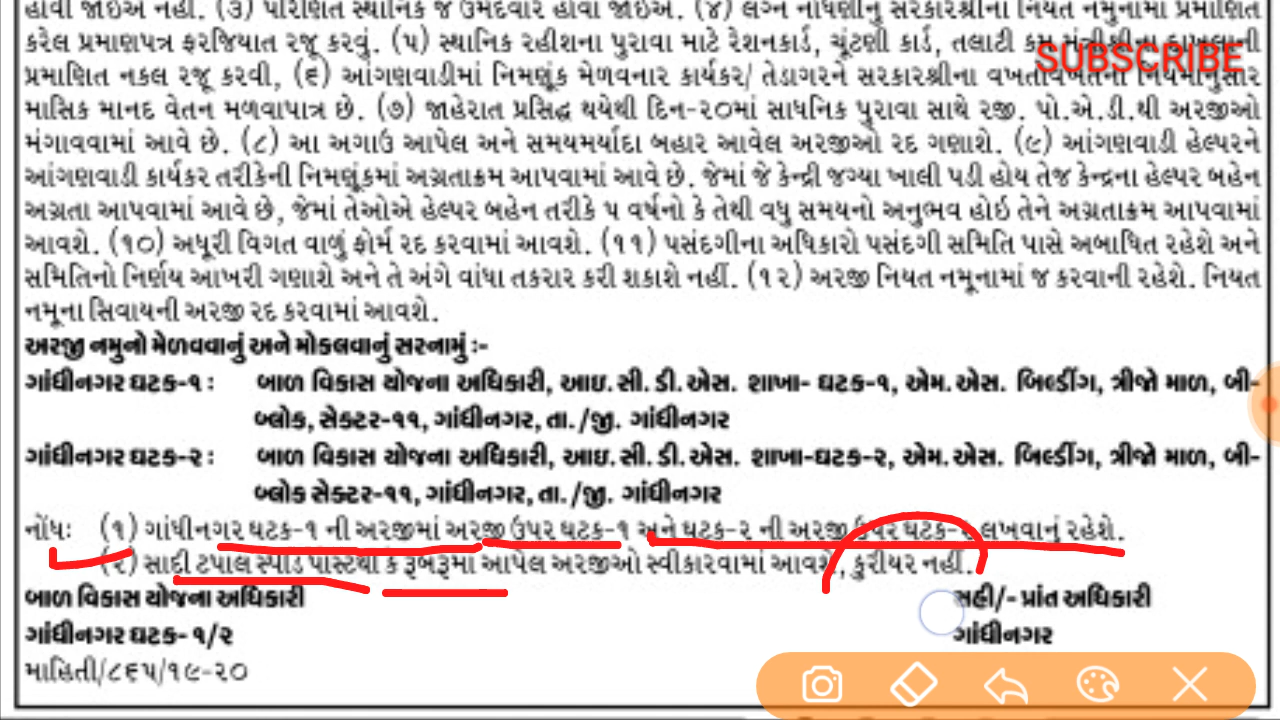 હોવી જોઇએ નહી. (૩) પરિણિત સ્થાનિક જ ઉમેદવાર હોવા જોઇએ. (૪) લગ્ન નોંધણીનું સરકારશ્રીના નિયત નમુનામાં પ્રમાણિત
કરેલ પ્રમાણપત્ર ફરજિયાત રજૂ કરવું. (૫) સ્થાનિક રહીશના પુરાવા માટે રેશનકાર્ડ, ચૂંટણી કાર્ડ, તલાટી કમ મંત્રીશ્રીના દાખલાની
SUBSCRIBE
પ્રમાણિત નકલ રજૂ કરવી, (૬) આંગણવાડીમાં નિમણૂંક મેળવનાર કાર્યકર/ તેડાગરને સરકારશ્રીના વખતોવખતના નિયમાનુસાર
માસિક માનદ વેતન મળવાપાત્ર છે. (૭) જાહેરાત પ્રસિદ્ધ થયેથી દિન-૨૦માં સાધનિક પુરાવા સાથે રજી. પો.એ.ડી.થી અરજીઓ
મંગાવવામાં આવે છે. (૮) આ અગાઉ આપેલ અને સમયમર્યાદા બહાર આવેલ અરજીઓ રદ ગણાશે. (૯) આંગણવાડી હેલ્પરને
આંગણવાડી કાર્યકર તરીકેની નિમણૂંકમાં અગ્રતાક્રમ આપવામાં આવે છે. જેમાં જે કેન્દ્રી જગ્યા ખાલી પડી હોય તેજ કેન્દ્રના હેલ્પર બહેન
અગ્રતા આપવામાં આવે છે, જેમાં તેઓએ હેલ્પર બહેન તરીકે ૫ વર્ષનો કે તેથી વધુ સમયનો અનુભવ હોઇ તેને અગ્રતાક્રમ આપવામાં
આવશે. (૧૦) અધૂરી વિગત વાળું ફોર્મ રદ કરવામાં આવશે. (૧૧) પસંદગીના અધિકારો પસંદગી સમિતિ પાસે અબાધિત રહેશે અને
સમિતિનો નિર્ણય આખરી ગણાશે અને તે અંગે વાંધા તકરાર કરી શકાશે નહીં. (૧૨) અરજી નિયત નમૂનામાં જ કરવાની રહેશે. નિયત
નમૂના સિવાયની અરજી રદ કરવામાં આવશે.
અરજી નમુનો મેળવવાનું અને મોકલવાનું સરનામું :-
ગાંધીનગર ઘટક-૧ : બાળ વિકાસ યોજના અધિકારી, આઇ.સી.ડી.એસ. શાખા- ઘટક-૧, એમ.એસ. બિલ્ડીંગ, ત્રીજો માળ, બી-
બ્લોક, સેક્ટર-૧૧, ગાંધીનગર, તા./જી. ગાંધીનગર
ગાંધીનગર ઘટક-૨ : બાળ વિકાસ યોજના અધિકારી, આઇ.સી.ડી.એસ. શાખા-ઘટક-૨, એમ.એસ. બિલ્ડીંગ, ત્રીજો માળ, બી-
બ્લોક સેક્ટર-૧૧, ગાંધીનગર, તા./જી. ગાંધીનગર
નોંધઃ (૧) ગાંધીનગર ઘટક-૧ ની અરજીમાં અરજી ઉપર ઘટક-૧ અને ઘટક-૨ ની અરજી ઉપર ઘટક-૨ લખવાનું રહેશે.
(૨) સાદી ટપાલ સ્પીડ પોસ્ટથી કે રૂબરૂમાં આપેલ અરજીઓ સ્વીકારવામાં આવશે, કુરીયર નહીં.
બાળ વિકાસ યોજના અધિકારી સહી/- પ્રાંત અધિકારી
ગાંધીનગર ઘટક- ૧/૨ ગાંધીનગર
માહિતી/૮૬૫/૧૯-૨૦